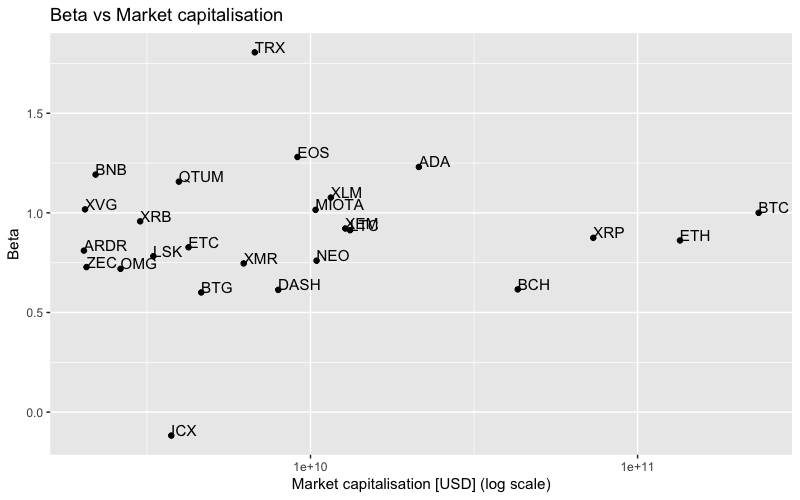 Beta vs Market capitalisation
TRX
1.5
EOS
ADA
BNB
QTUM
XLM
XVG
MIOTA
BTC
1.0
XRB
XEM
LTC
XRP
ETH
ARDR
ETC
LSK
NEO
ZEC
OMG
XMR
BTG
DASH
BCH
0.5
0.0
ICX
Beta
1e+10
1e+11
Market capitalisation [USD] (log scale)